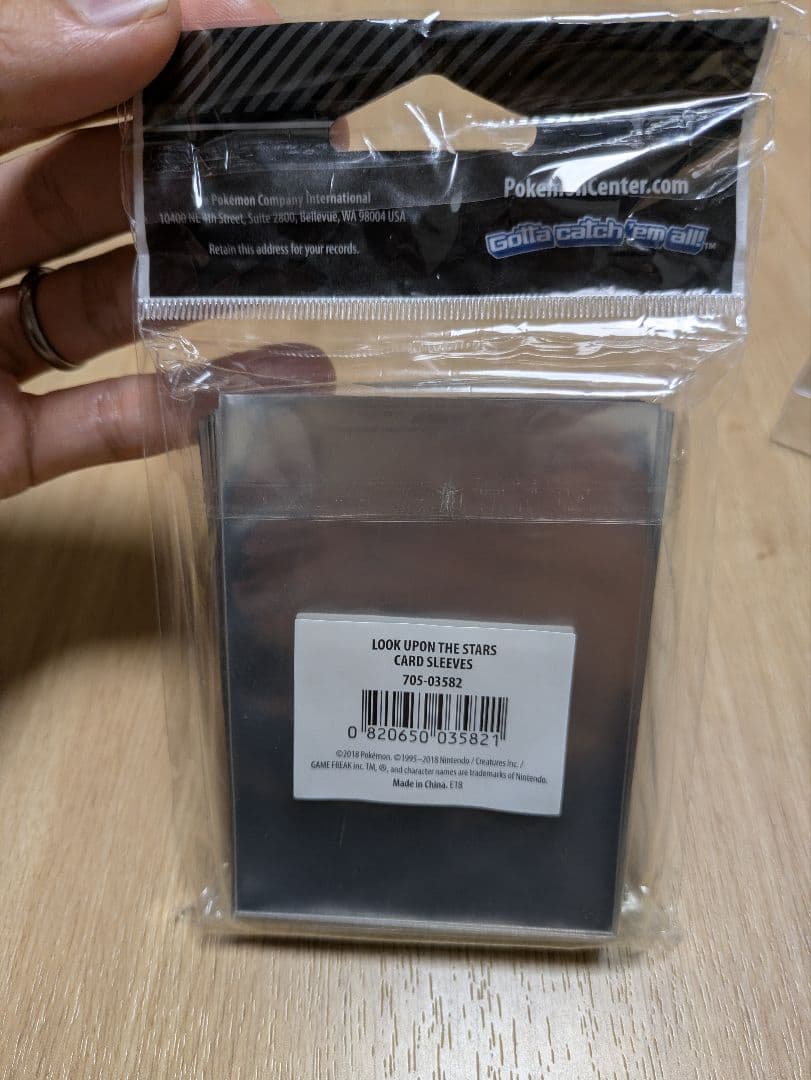 Pokémon Company International
10400 NE 4th Street, Suite 2800, Bellevue, WA 98004 USA
Retain this address for your records.
PokémonCenter.com
Gotta catch 'em all!™
LOOK UPON THE STARS
CARD SLEEVES
705-03582
0 820650 035821
©2018 Pokémon. ©1995–2018 Nintendo / Creatures Inc. /
GAME FREAK inc. TM, ®, and character names are trademarks of Nintendo.
Made in China. E18